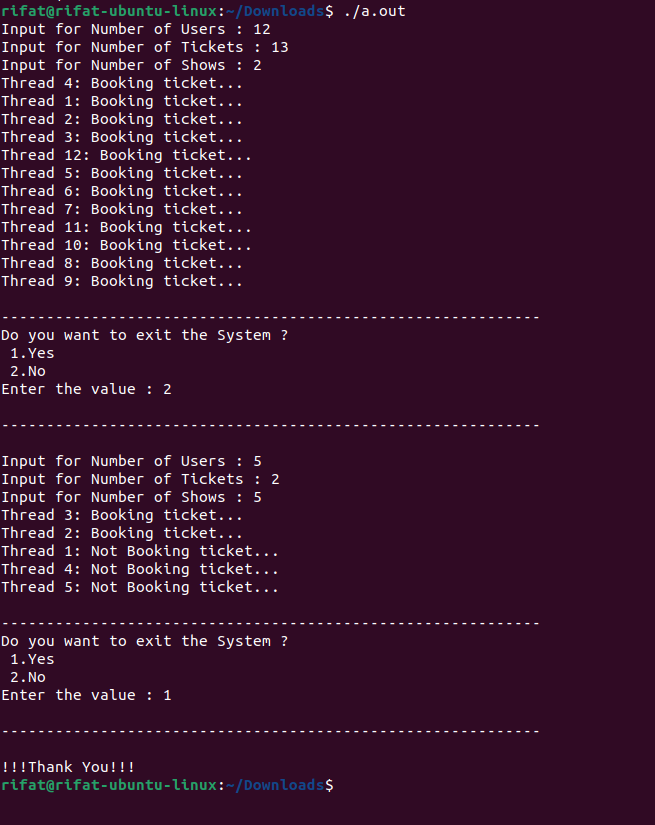 rifat@rifat-ubuntu-linux:~/Downloads$ ./a.out
Input for Number of Users : 12
Input for Number of Tickets : 13
Input for Number of Shows : 2
Thread 4: Booking ticket...
Thread 1: Booking ticket...
Thread 2: Booking ticket...
Thread 3: Booking ticket...
Thread 12: Booking ticket...
Thread 5: Booking ticket...
Thread 6: Booking ticket...
Thread 7: Booking ticket...
Thread 11: Booking ticket...
Thread 10: Booking ticket...
Thread 8: Booking ticket...
Thread 9: Booking ticket...
------------------------------------------------------------
Do you want to exit the System ?
 1.Yes
 2.No
Enter the value : 2
------------------------------------------------------------
Input for Number of Users : 5
Input for Number of Tickets : 2
Input for Number of Shows : 5
Thread 3: Booking ticket...
Thread 2: Booking ticket...
Thread 1: Not Booking ticket...
Thread 4: Not Booking ticket...
Thread 5: Not Booking ticket...
------------------------------------------------------------
Do you want to exit the System ?
 1.Yes
 2.No
Enter the value : 1
------------------------------------------------------------
!!!Thank You!!!
rifat@rifat-ubuntu-linux:~/Downloads$